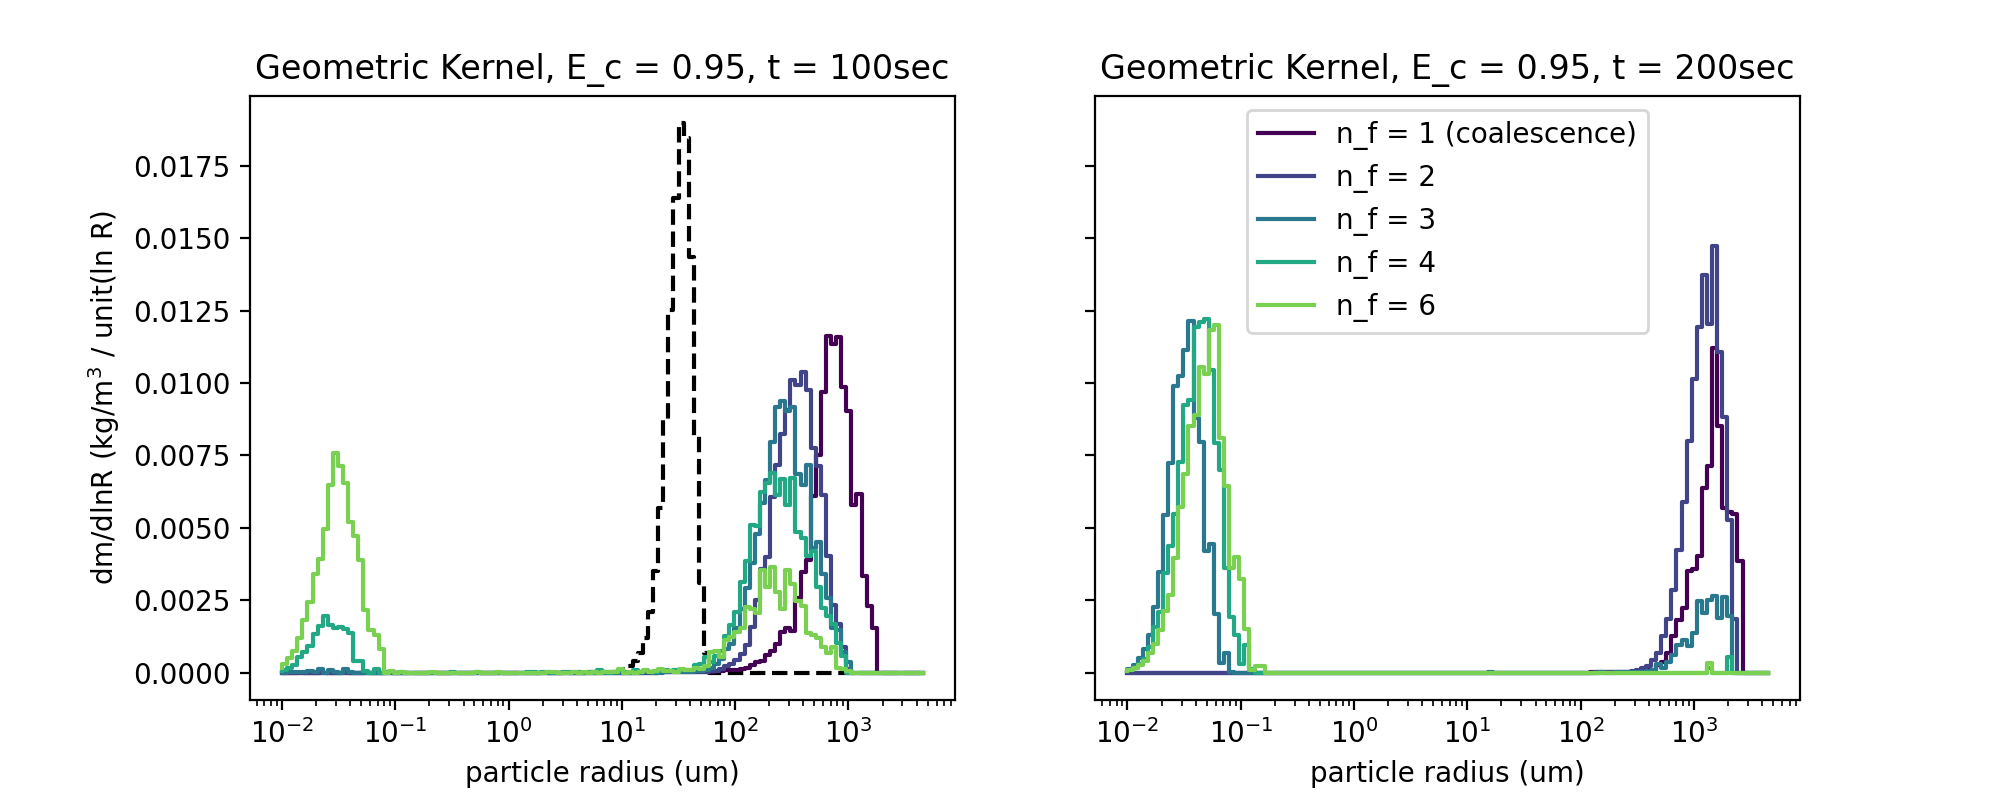 Geometric Kernel, E_c = 0.95, t = 100sec
dm/dlnR (kg/m³ / unit(ln R)
0.0175
0.0150
0.0125
0.0100
0.0075
0.0050
0.0025
0.0000
10⁻²
10⁻¹
10⁰
10¹
10²
10³
particle radius (um)
Geometric Kernel, E_c = 0.95, t = 200sec
n_f = 1 (coalescence)
n_f = 2
n_f = 3
n_f = 4
n_f = 6
10⁻²
10⁻¹
10⁰
10¹
10²
10³
particle radius (um)